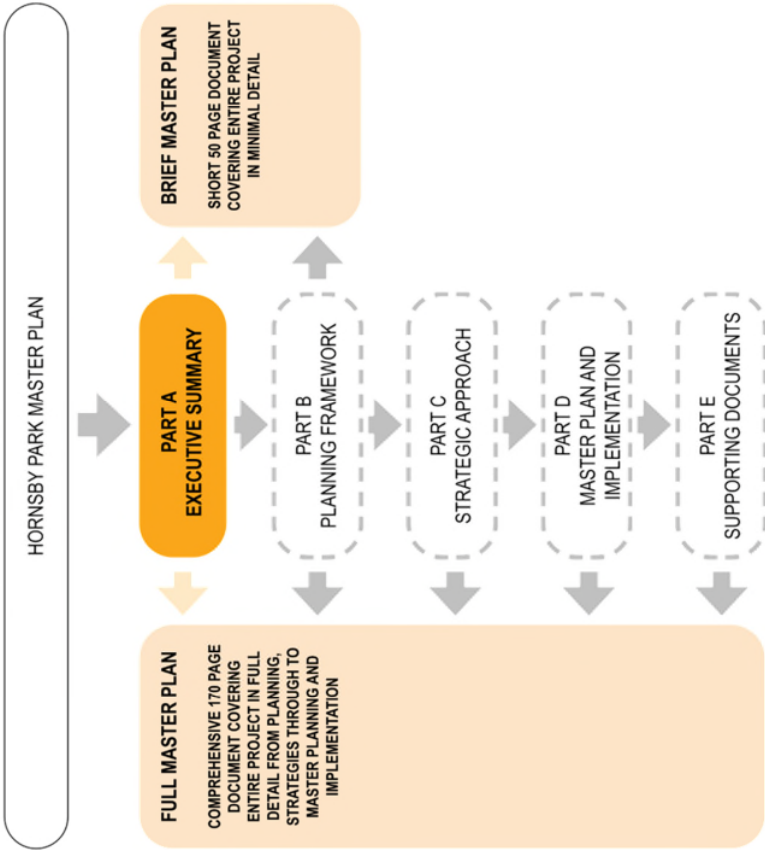 HORNSBY PARK MASTER PLAN
FULL MASTER PLAN
COMPREHENSIVE 170 PAGE
DOCUMENT COVERING
ENTIRE PROJECT IN FULL
DETAIL FROM PLANNING,
STRATEGIES THROUGH TO
MASTER PLANNING AND
IMPLEMENTATION
PART A
EXECUTIVE SUMMARY
PART B
PLANNING FRAMEWORK
PART C
STRATEGIC APPROACH
PART D
MASTER PLAN AND
IMPLEMENTATION
PART E
SUPPORTING DOCUMENTS
BRIEF MASTER PLAN
SHORT 50 PAGE DOCUMENT
COVERING ENTIRE PROJECT
IN MINIMAL DETAIL